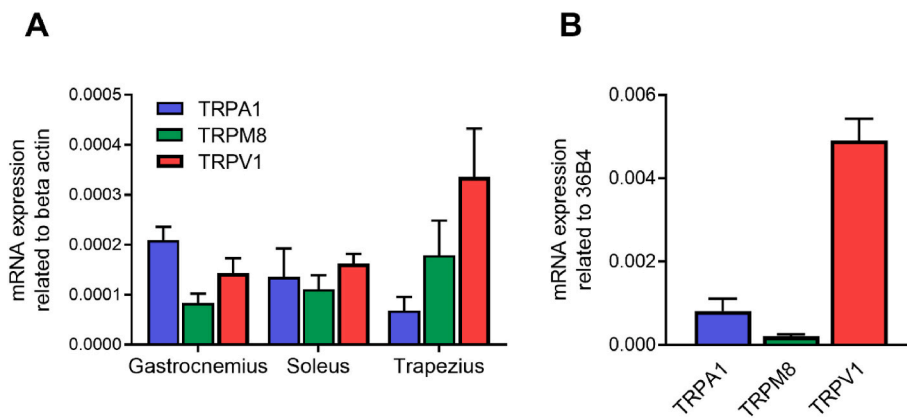 A
mRNA expression
related to beta actin
0.0005
0.0004
0.0003
0.0002
0.0001
0.0000
TRPA1
TRPM8
TRPV1
Gastrocnemius
Soleus
Trapezius
B
mRNA expression
related to 36B4
0.006
0.004
0.002
0.000
TRPA1
TRPM8
TRPV1